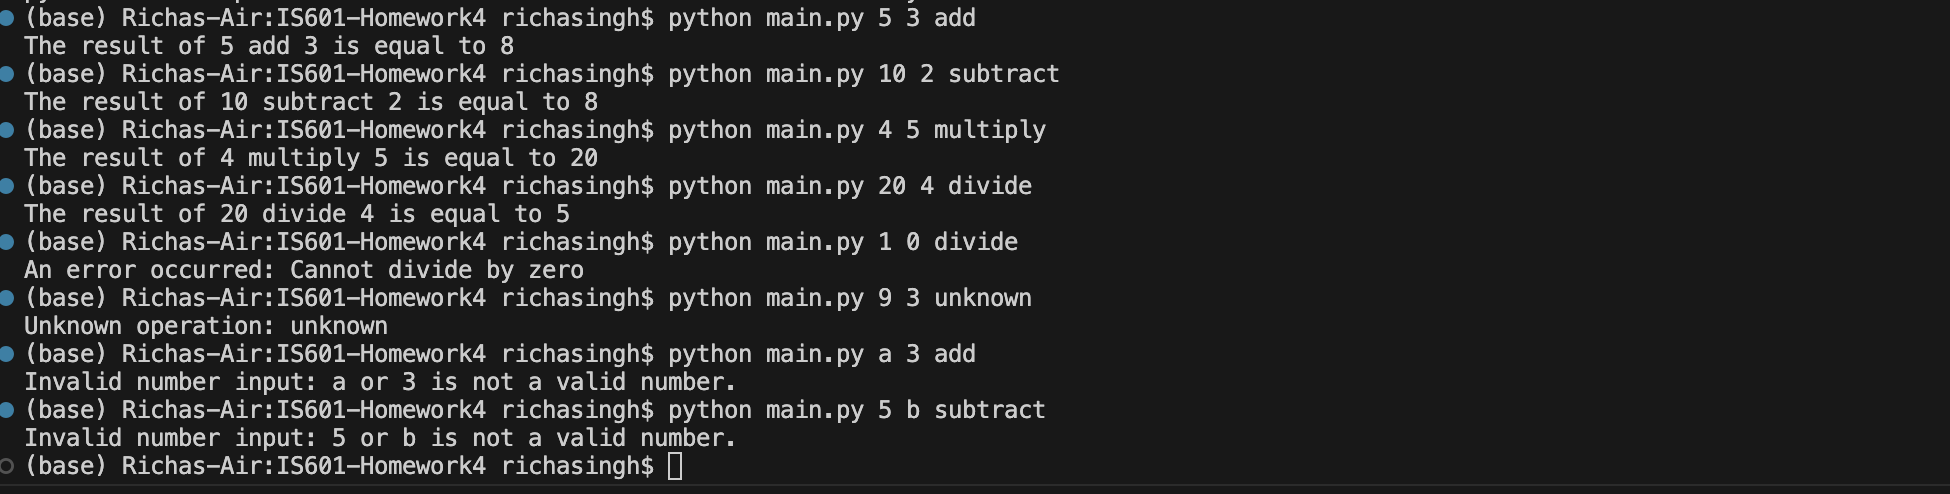 (base) Richas-Air:IS601-Homework4 richasingh$ python main.py 5 3 add
The result of 5 add 3 is equal to 8
(base) Richas-Air:IS601-Homework4 richasingh$ python main.py 10 2 subtract
The result of 10 subtract 2 is equal to 8
(base) Richas-Air:IS601-Homework4 richasingh$ python main.py 4 5 multiply
The result of 4 multiply 5 is equal to 20
(base) Richas-Air:IS601-Homework4 richasingh$ python main.py 20 4 divide
The result of 20 divide 4 is equal to 5
(base) Richas-Air:IS601-Homework4 richasingh$ python main.py 1 0 divide
An error occurred: Cannot divide by zero
(base) Richas-Air:IS601-Homework4 richasingh$ python main.py 9 3 unknown
Unknown operation: unknown
(base) Richas-Air:IS601-Homework4 richasingh$ python main.py a 3 add
Invalid number input: a or 3 is not a valid number.
(base) Richas-Air:IS601-Homework4 richasingh$ python main.py 5 b subtract
Invalid number input: 5 or b is not a valid number.
(base) Richas-Air:IS601-Homework4 richasingh$